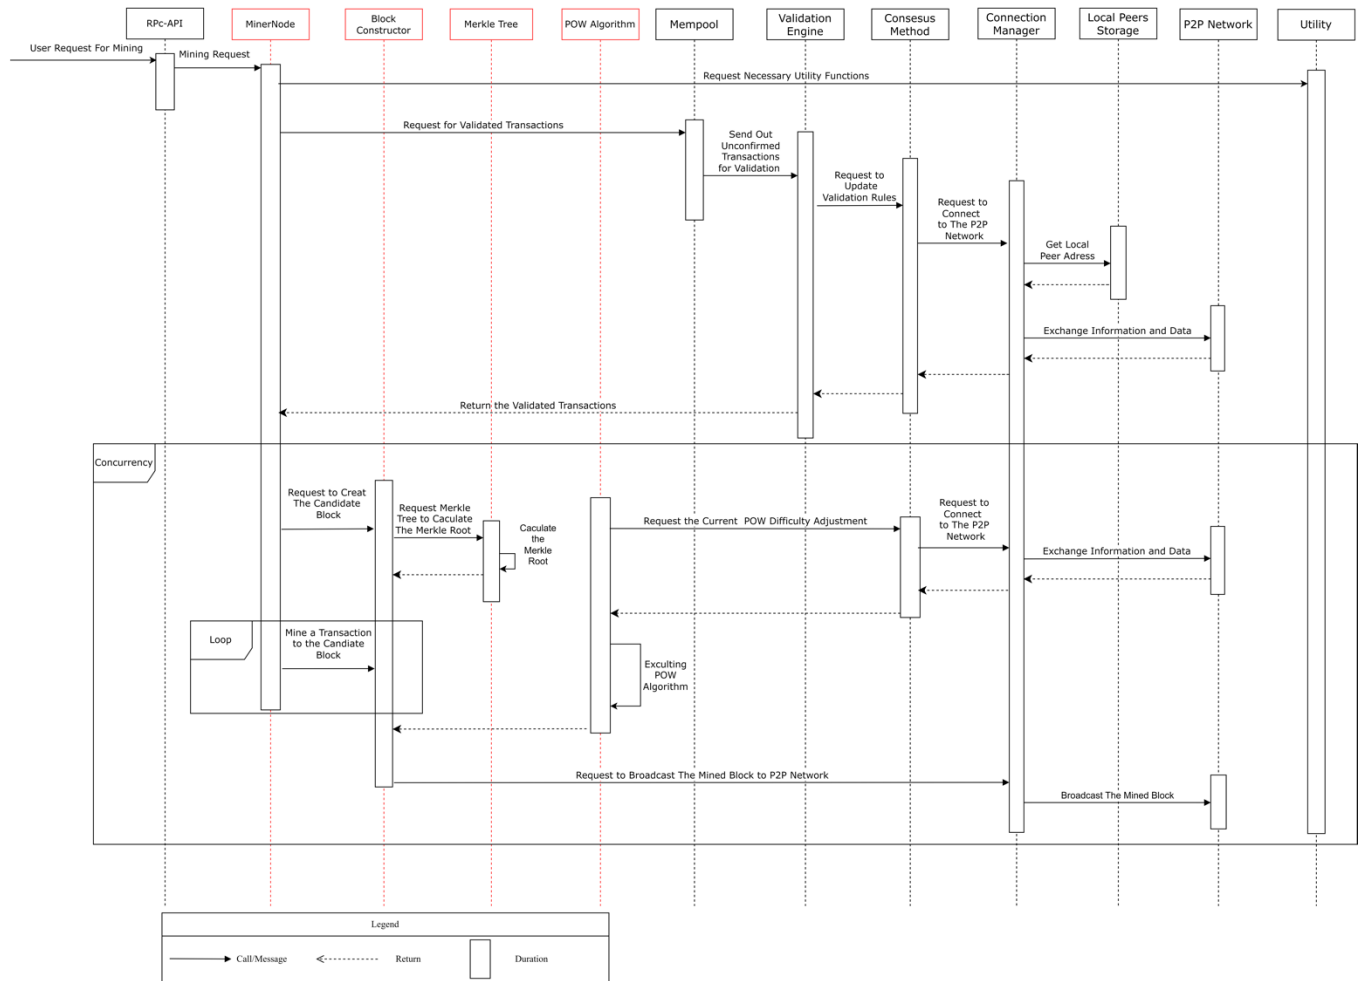 RPc-API
MinerNode
Block
Constructor
Merkle Tree
POW Algorithm
Mempool
Validation
Engine
Consesus
Method
Connection
Manager
Local Peers
Storage
P2P Network
Utility
User Request For Mining
Mining Request
Request Necessary Utility Functions
Request for Validated Transactions
Send Out
Unconfirmed
Transactions
for Validation
Request to
Update
Validation Rules
Request to
Connect
to The P2P
Network
Get Local
Peer Adress
Exchange Information and Data
Return the Validated Transactions
Concurrency
Request to Creat
The Candidate
Block
Request Merkle
Tree to Caculate
The Merkle Root
Caculate
the
Merkle
Root
Request the Current POW Difficulty Adjustment
Request to
Connect
to The P2P
Network
Exchange Information and Data
Loop
Mine a Transaction
to the Candiate
Block
Exculting
POW
Algorithm
Request to Broadcast The Mined Block to P2P Network
Broadcast The Mined Block
Legend
Call/Message
Return
Duration